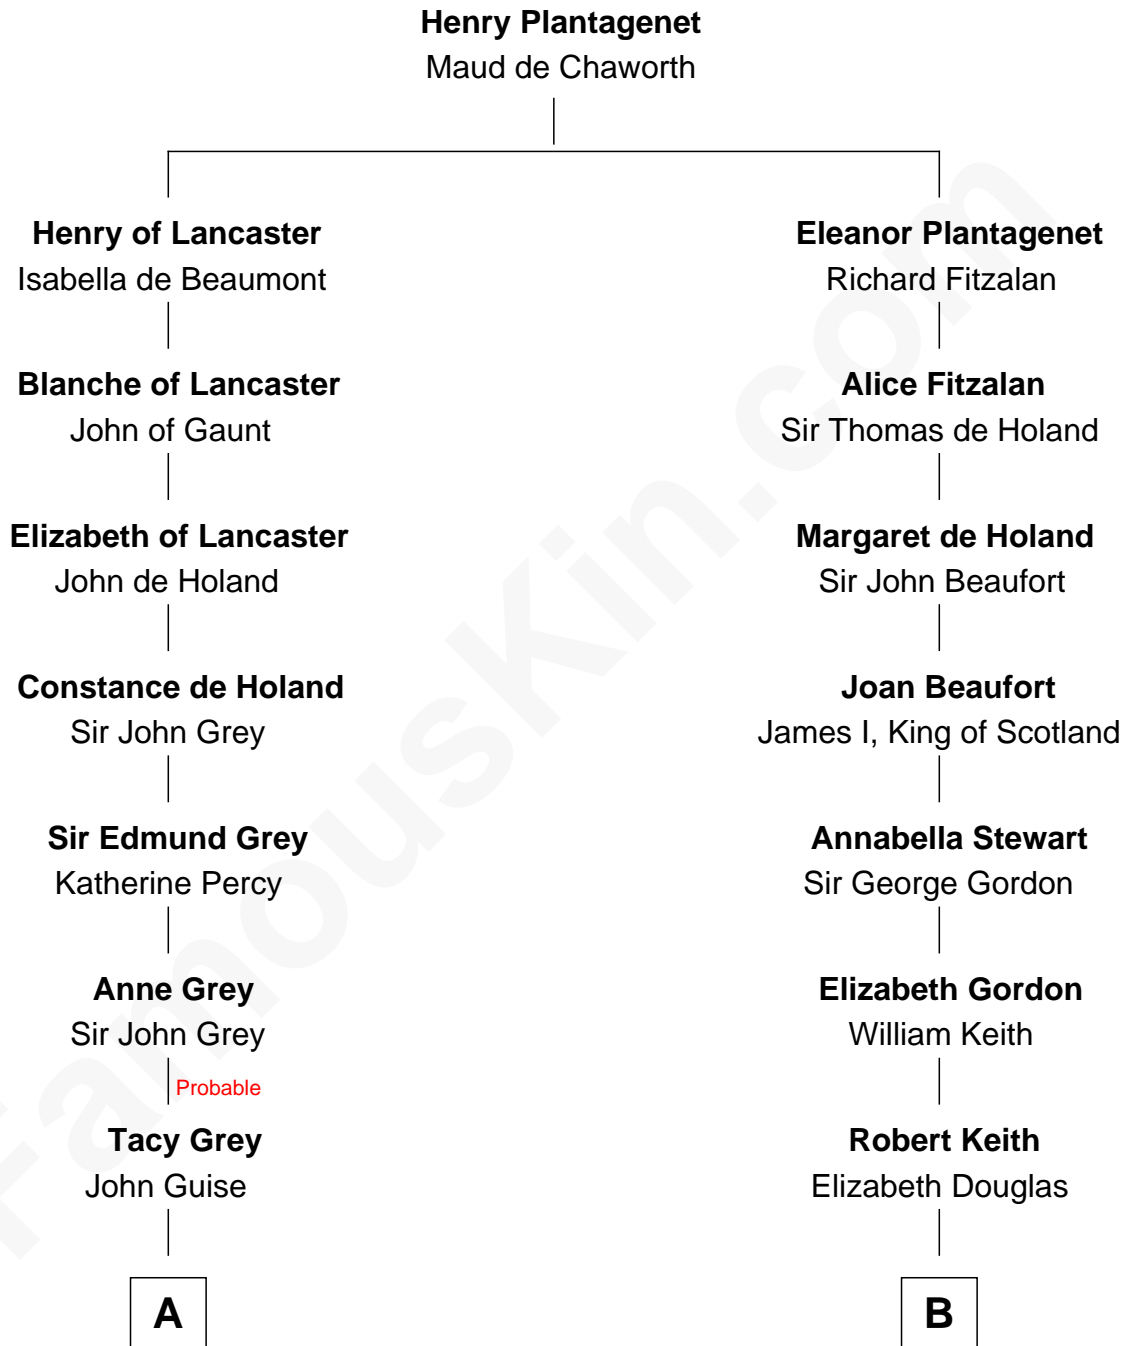 Henry Plantagenet
Maud de Chaworth
Henry of Lancaster
Isabella de Beaumont
Eleanor Plantagenet
Richard Fitzalan
Blanche of Lancaster
John of Gaunt
Alice Fitzalan
Sir Thomas de Holand
Elizabeth of Lancaster
John de Holand
Margaret de Holand
Sir John Beaufort
Constance de Holand
Sir John Grey
Joan Beaufort
James I, King of Scotland
Sir Edmund Grey
Katherine Percy
Annabella Stewart
Sir George Gordon
Anne Grey
Sir John Grey
Elizabeth Gordon
William Keith
Probable
Tacy Grey
John Guise
Robert Keith
Elizabeth Douglas
A
B
FamousKin.com